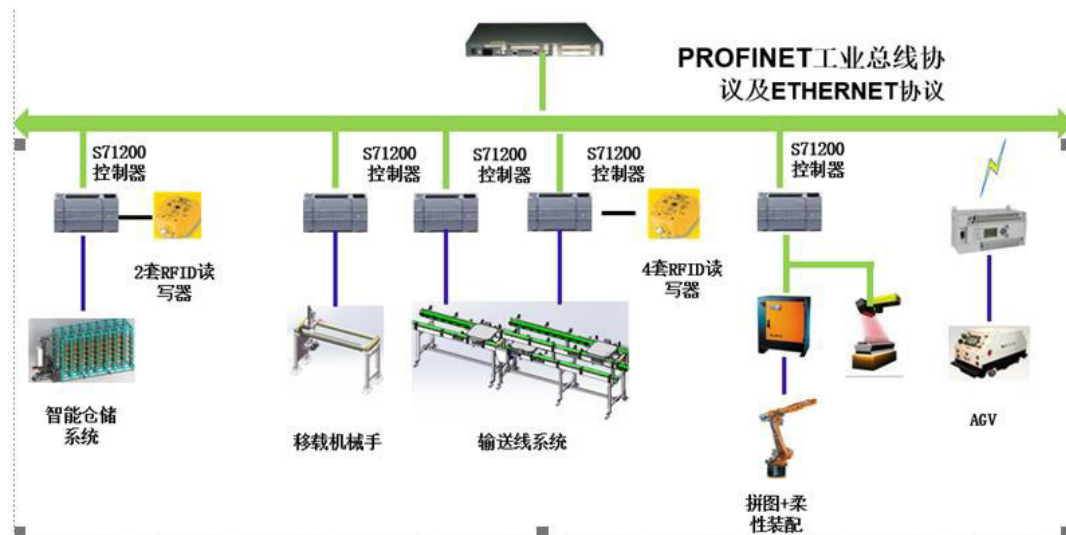 PROFINET工业总线协
议及ETHERNET协议
S71200
控制器
S71200
控制器
S71200
控制器
S71200
控制器
S71200
控制器
2套RFID读
写器
4套RFID读
写器
智能仓储
系统
移载机械手
输送线系统
AGV
拼图+柔
性装配